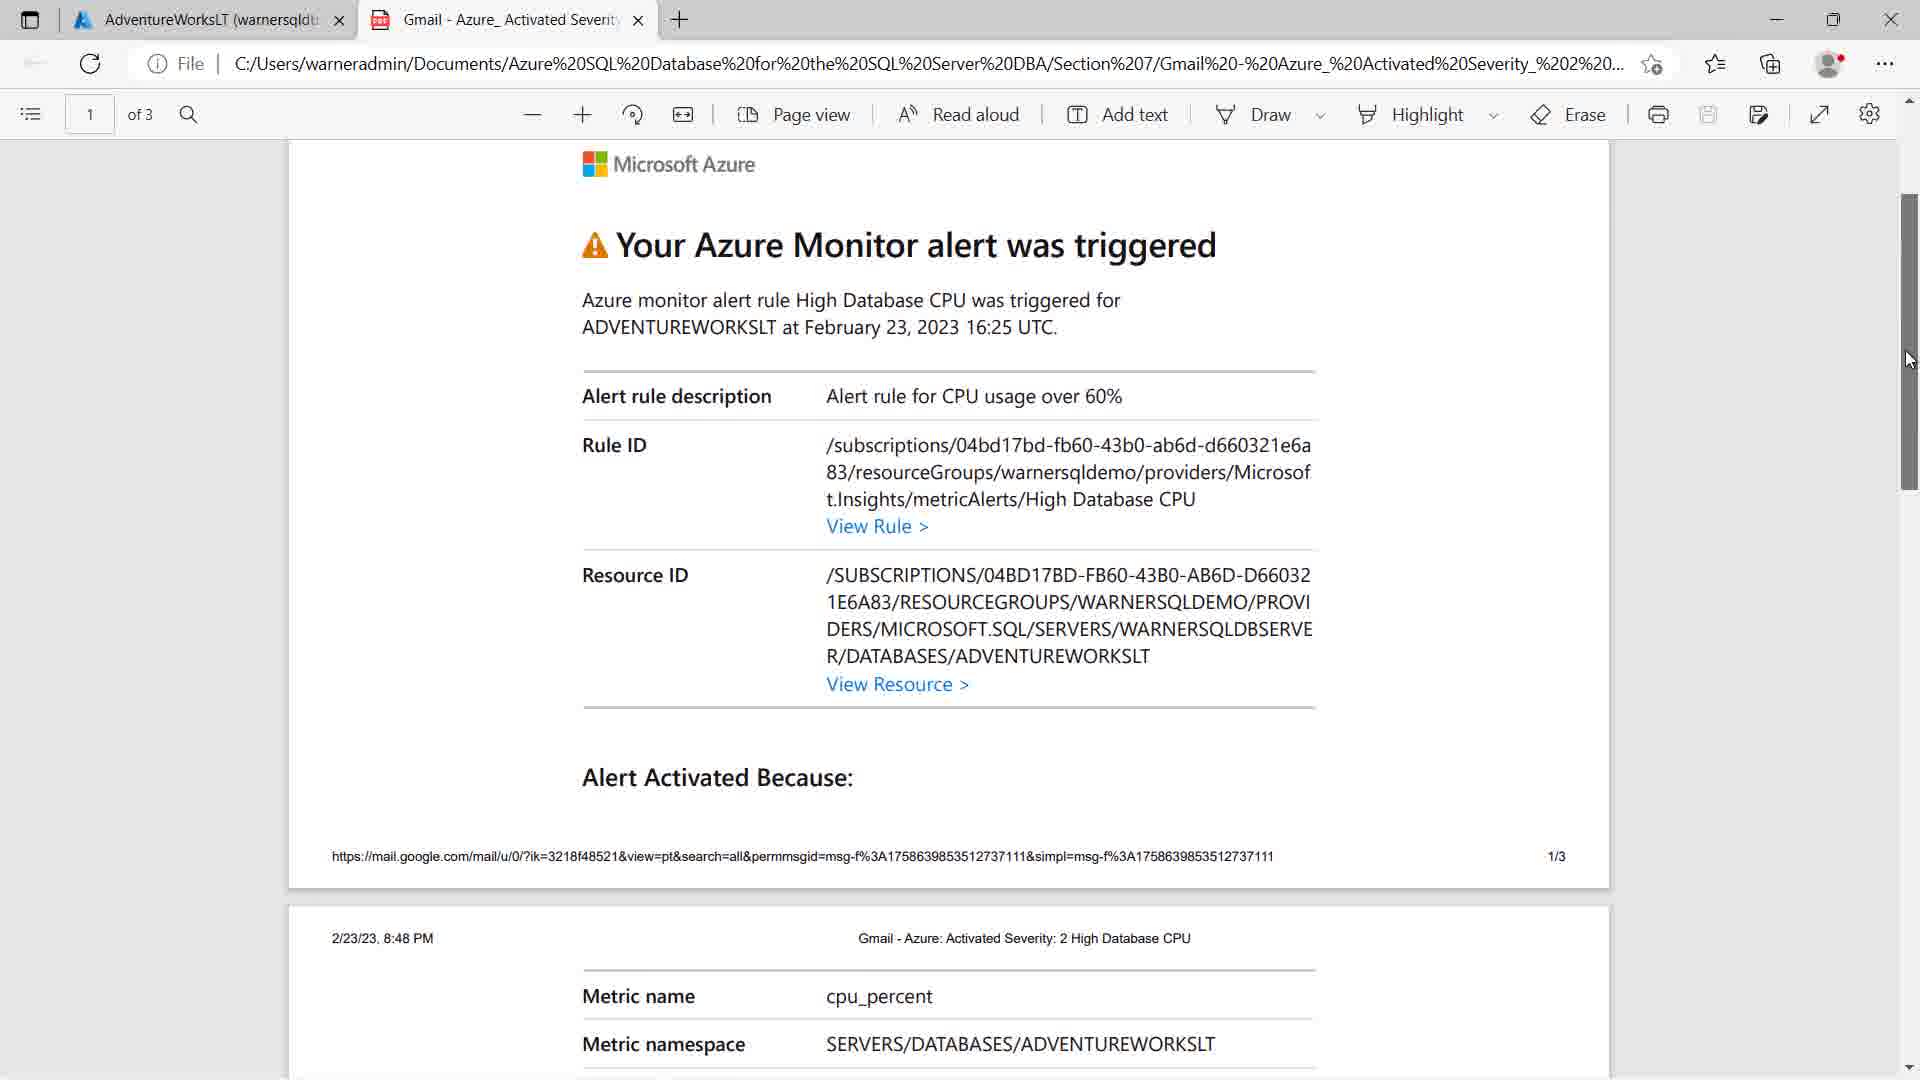 AdventureWorksLT (warnersqldb
Gmail - Azure_ Activated Severity
File
C:/Users/warneradmin/Documents/Azure%20SQL%20Database%20for%20the%20SQL%20Server%20DBA/Section%207/Gmail%20-%20Azure_%20Activated%20Severity_%202%20...
1 of 3
Page view
Read aloud
Add text
Draw
Highlight
Erase
Microsoft Azure
Your Azure Monitor alert was triggered
Azure monitor alert rule High Database CPU was triggered for
ADVENTUREWORKSLT at February 23, 2023 16:25 UTC.
Alert rule description Alert rule for CPU usage over 60%
Rule ID /subscriptions/04bd17bd-fb60-43b0-ab6d-d660321e6a
83/resourceGroups/warnersqldemo/providers/Microsof
t.Insights/metricAlerts/High Database CPU
View Rule >
Resource ID /SUBSCRIPTIONS/04BD17BD-FB60-43B0-AB6D-D66032
1E6A83/RESOURCEGROUPS/WARNERSQLDEMO/PROVI
DERS/MICROSOFT.SQL/SERVERS/WARNERSQLDBSERVE
R/DATABASES/ADVENTUREWORKSLT
View Resource >
Alert Activated Because:
https://mail.google.com/mail/u/0/?ik=3218f48521&view=pt&search=all&permmsgid=msg-f%3A1758639853512737111&simpl=msg-f%3A1758639853512737111 1/3
2/23/23, 8:48 PM Gmail - Azure: Activated Severity: 2 High Database CPU
Metric name cpu_percent
Metric namespace SERVERS/DATABASES/ADVENTUREWORKSLT